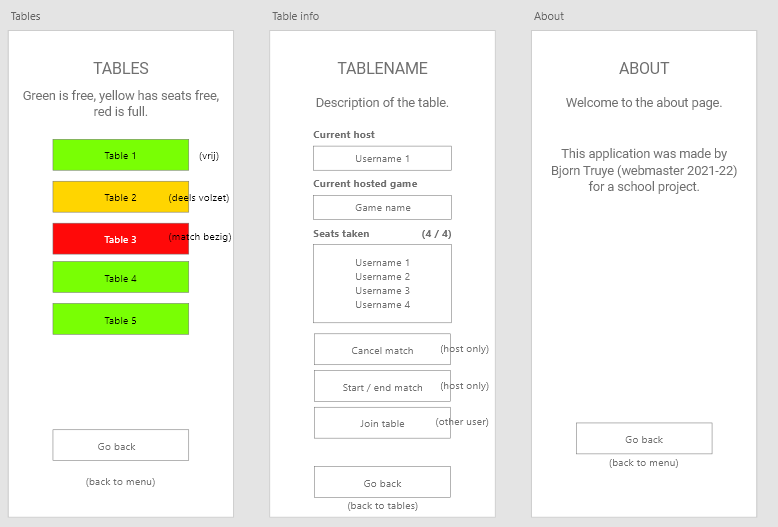 Tables
TABLES
Green is free, yellow has seats free,
red is full.
Table 1
(vrij)
Table 2
(deels volzet)
Table 3
(match bezig)
Table 4
Table 5
Go back
(back to menu)
Table info
TABLENAME
Description of the table.
Current host
Username 1
Current hosted game
Game name
Seats taken (4 / 4)
Username 1
Username 2
Username 3
Username 4
Cancel match
(host only)
Start / end match
(host only)
Join table
(other user)
Go back
(back to tables)
About
ABOUT
Welcome to the about page.
This application was made by
Bjorn Truye (webmaster 2021-22)
for a school project.
Go back
(back to menu)